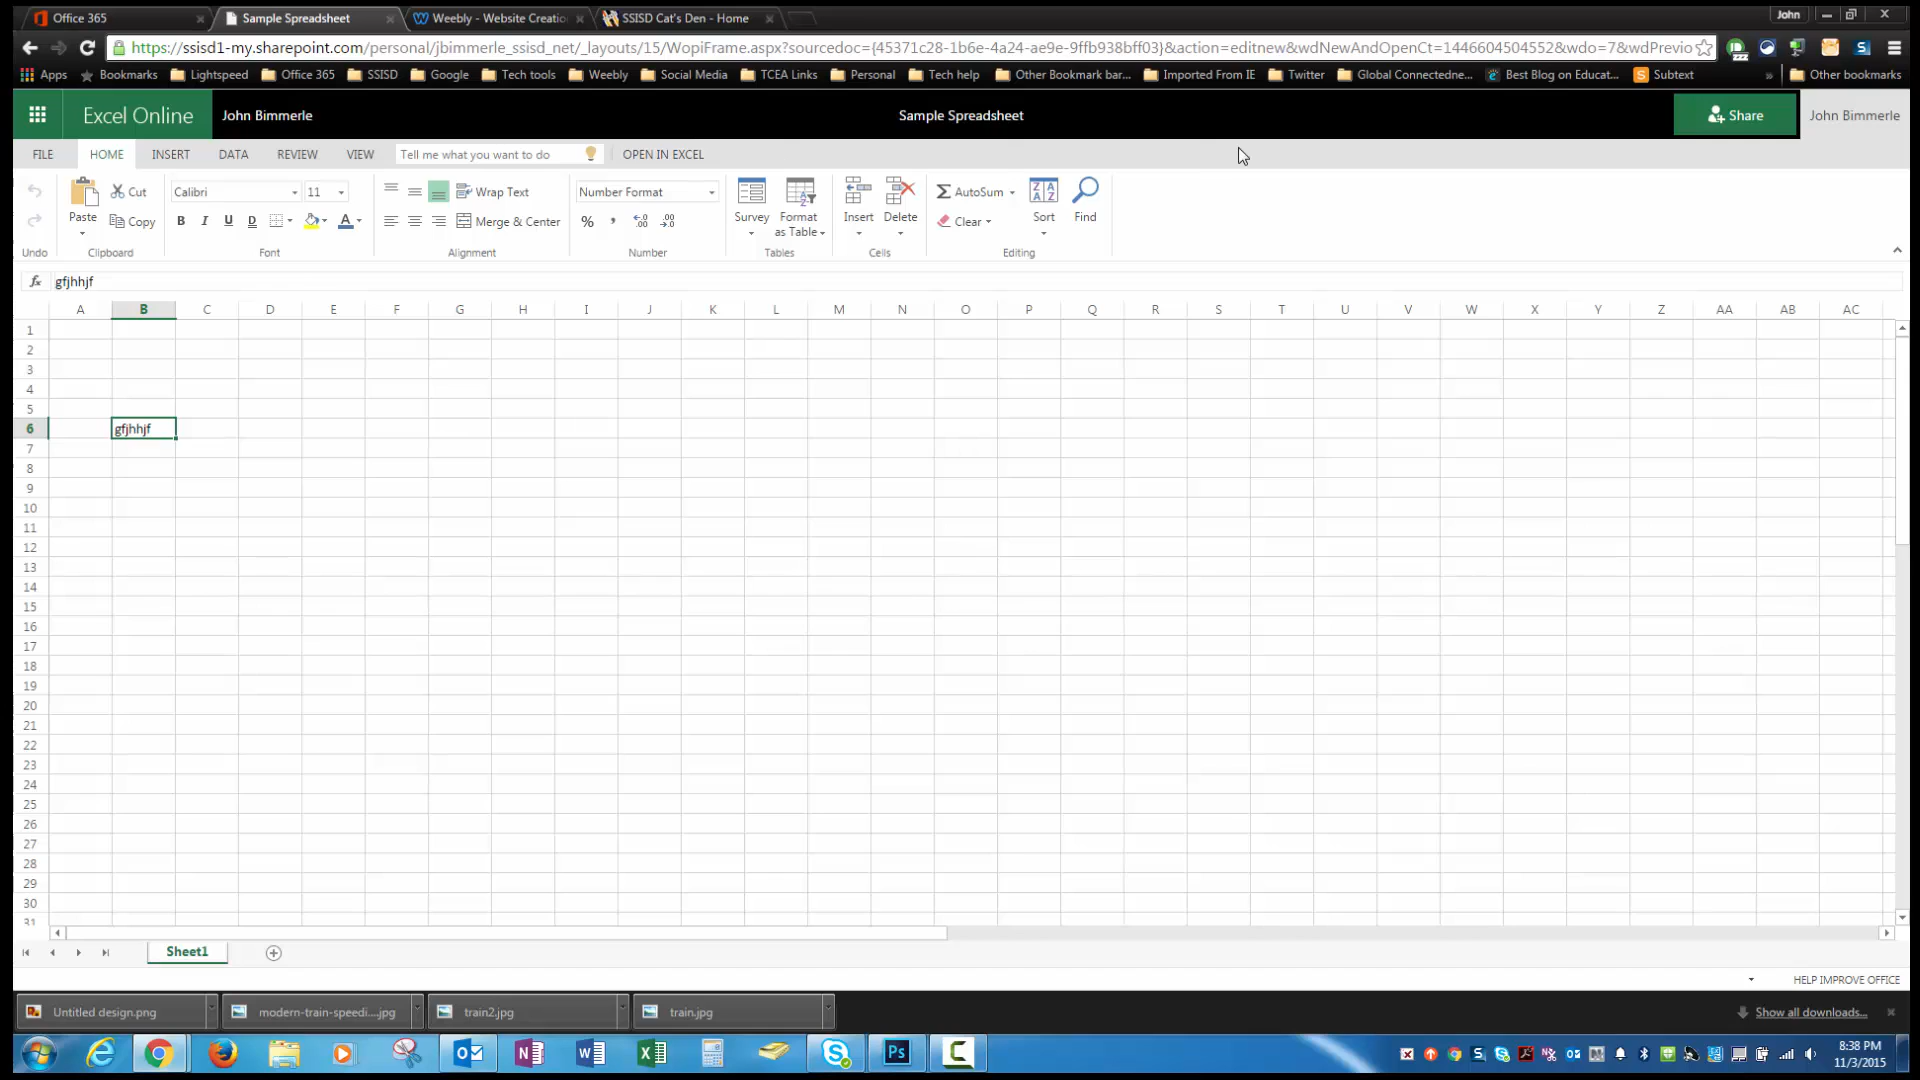 Office 365 Sample Spreadsheet Weebly - Website Creatio SSISD Cat's Den - Home John
https://ssisd1-my.sharepoint.com/personal/jbimmerle_ssisd_net/_layouts/15/WopiFrame.aspx?sourcedoc={45371c28-1b6e-4a24-ae9e-9ffb938bff03}&action=editnew&wdNewAndOpenCt=1446604504552&wdo=7&wdPrevio
Apps Bookmarks Lightspeed Office 365 SSISD Google Tech tools Weebly Social Media TCEA Links Personal Tech help Other Bookmark bar... Imported From IE Twitter Global Connectedne... Best Blog on Educat... Subtext » Other bookmarks
Excel Online John Bimmerle Sample Spreadsheet Share John Bimmerle
FILE HOME INSERT DATA REVIEW VIEW Tell me what you want to do OPEN IN EXCEL
Cut Calibri 11 Wrap Text Number Format AutoSum
Paste Copy B I U D A Merge & Center % Survey Format as Table Insert Delete Clear Sort Find
Undo Clipboard Font Alignment Number Tables Cells Editing
fx gfjhhjf
A B C D E F G H I J K L M N O P Q R S T U V W X Y Z AA AB AC
1
2
3
4
5
6 gfjhhjf
7
8
9
10
11
12
13
14
15
16
17
18
19
20
21
22
23
24
25
26
27
28
29
30
31
Sheet1
HELP IMPROVE OFFICE
Untitled design.png modern-train-speedi....jpg train2.jpg train.jpg Show all downloads...
8:38 PM
11/3/2015